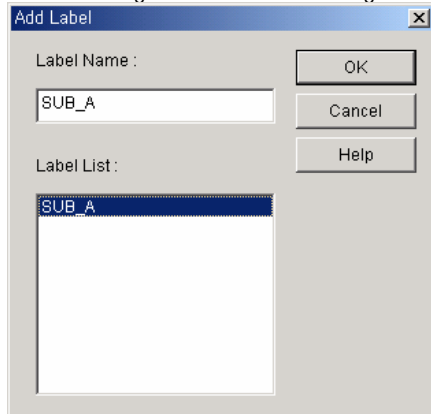 Add Label
Label Name :
SUB_A
OK
Cancel
Help
Label List :
SUB_A